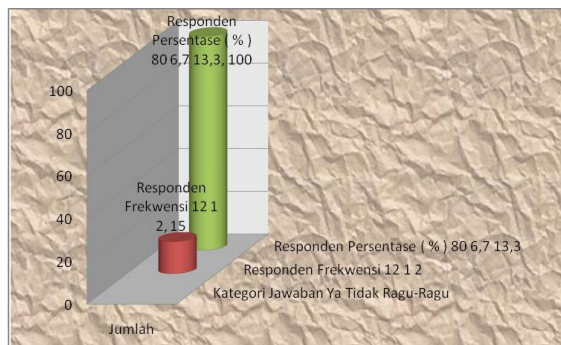 Responden
Persentase ( % )
80 6,7 13,3, 100
100
80
60
40
20
0
Responden
Frekwensi 12 1
2, 15
Responden Persentase ( % ) 80 6,7 13,3
Responden Frekwensi 12 1 2
Kategori Jawaban Ya Tidak Ragu-Ragu
Jumlah